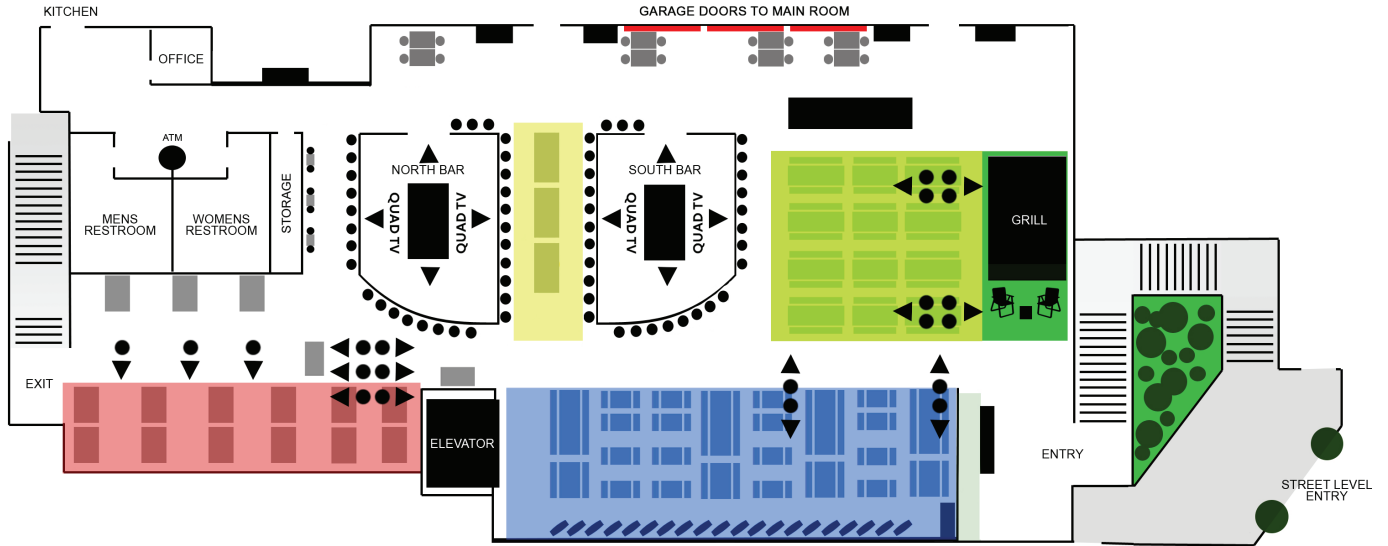 KITCHEN
GARAGE DOORS TO MAIN ROOM
OFFICE
ATM
NORTH BAR
SOUTH BAR
STORAGE
QUAD TV
QUAD TV
QUAD TV
QUAD TV
MENS
RESTROOM
WOMENS
RESTROOM
GRILL
EXIT
ELEVATOR
ENTRY
STREET LEVEL
ENTRY